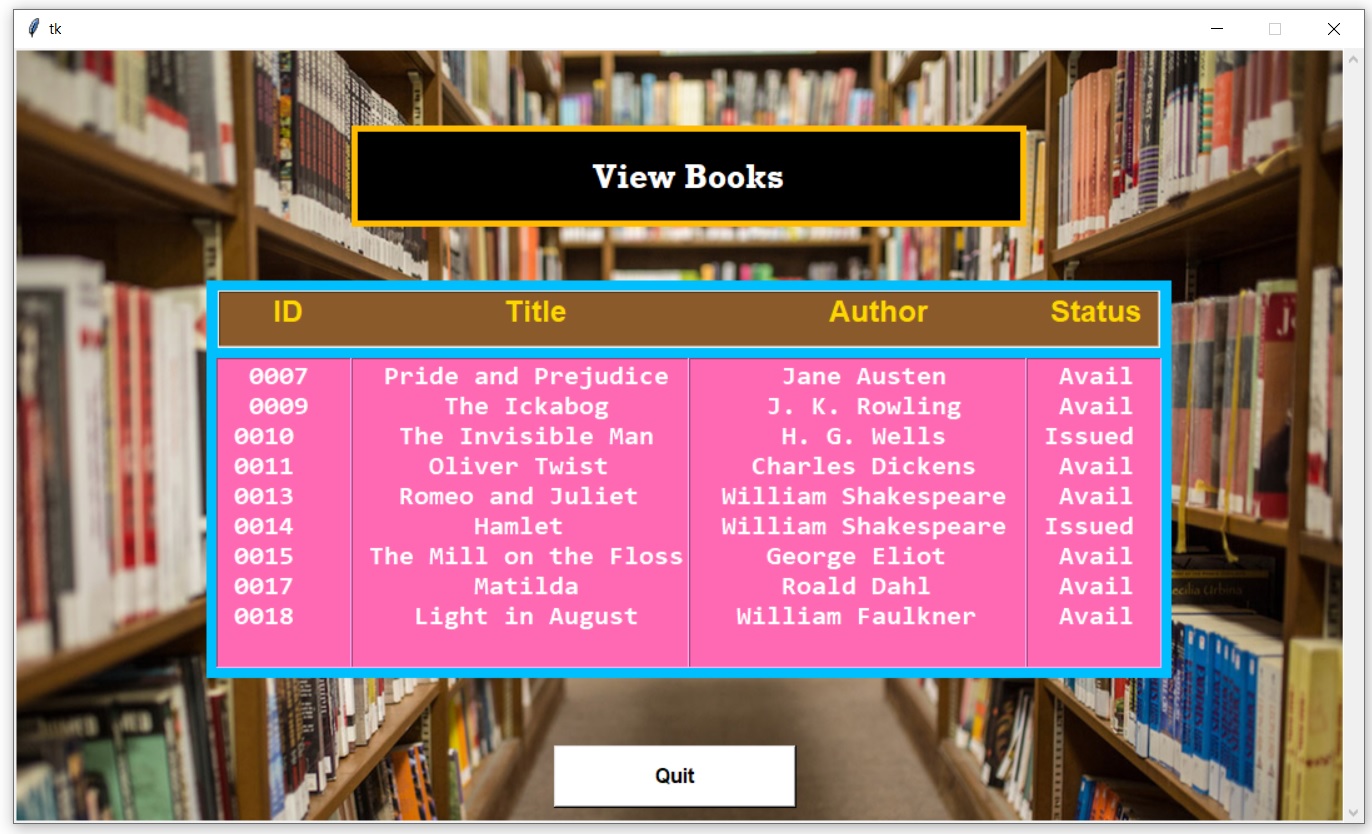 tk
View Books
ID Title Author Status
0007 Pride and Prejudice Jane Austen Avail
0009 The Ickabog J. K. Rowling Avail
0010 The Invisible Man H. G. Wells Issued
0011 Oliver Twist Charles Dickens Avail
0013 Romeo and Juliet William Shakespeare Avail
0014 Hamlet William Shakespeare Issued
0015 The Mill on the Floss George Eliot Avail
0017 Matilda Roald Dahl Avail
0018 Light in August William Faulkner Avail
Quit